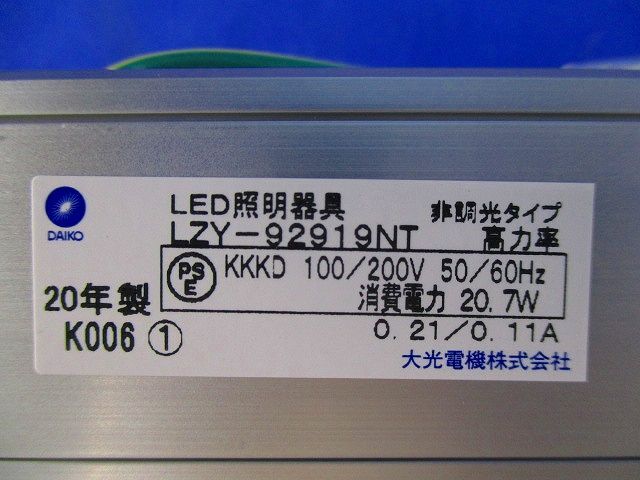 DAIKO
LED照明器具 非調光タイプ
LZY-92919NT 高力率
PSE KKKD 100/200V 50/60Hz
消費電力 20.7W
20年製
K006 ①
0.21/0.11A
大光電機株式会社